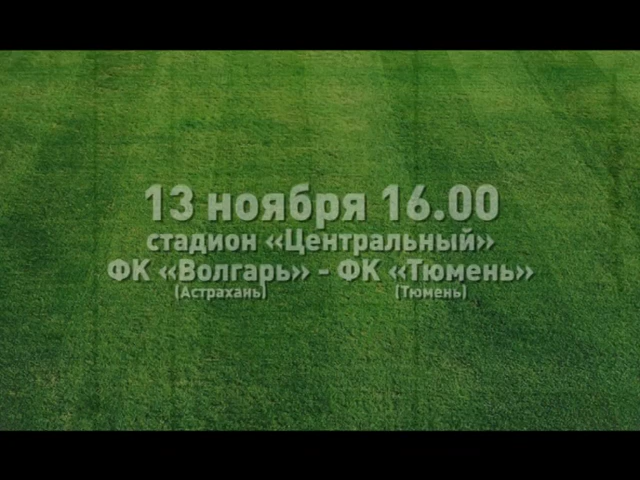 13 ноября 16.00
стадион «Центральный»
ФК «Волгарь» - ФК «Тюмень»
(Астрахань) (Тюмень)